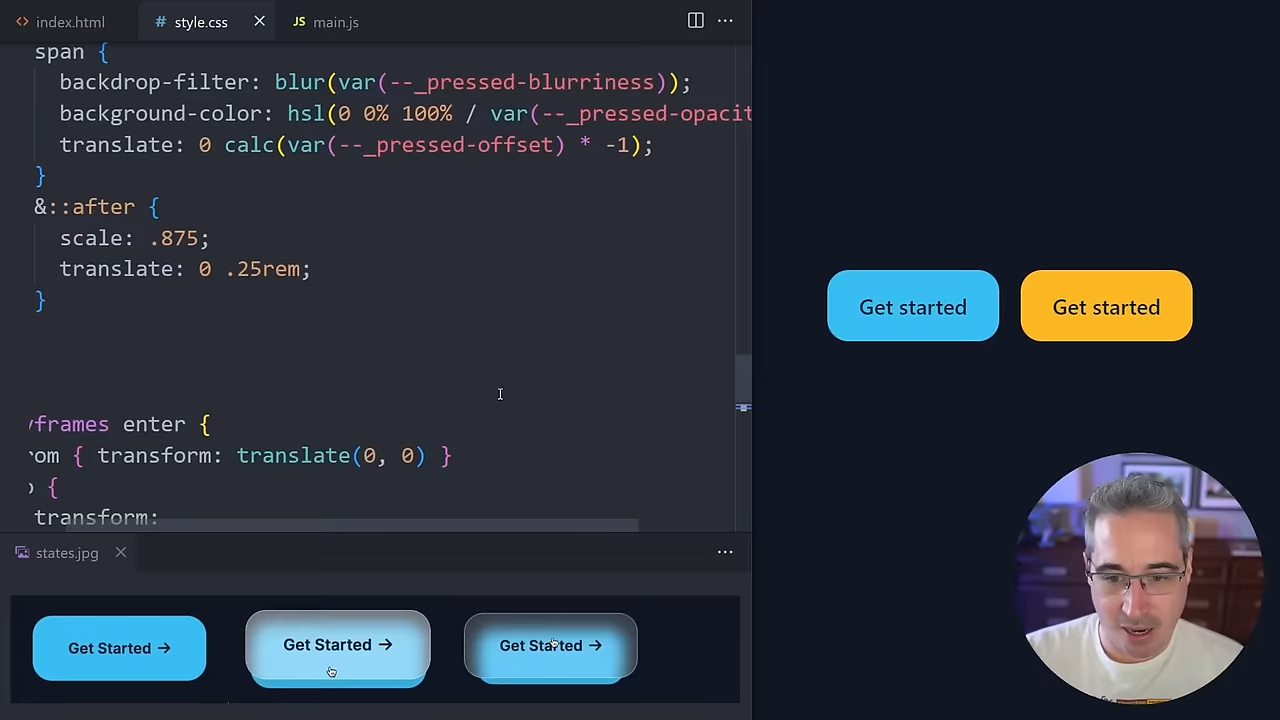 index.html
# style.css
JS main.js
span {
backdrop-filter: blur(var(--_pressed-blurriness));
background-color: hsl(0 0% 100% / var(--_pressed-opacit
translate: 0 calc(var(--_pressed-offset) * -1);
}
&::after {
scale: .875;
translate: 0 .25rem;
}
yframes enter {
rom { transform: translate(0, 0) }
o {
transform:
states.jpg
Get Started →
Get Started →
Get Started →
Get started
Get started